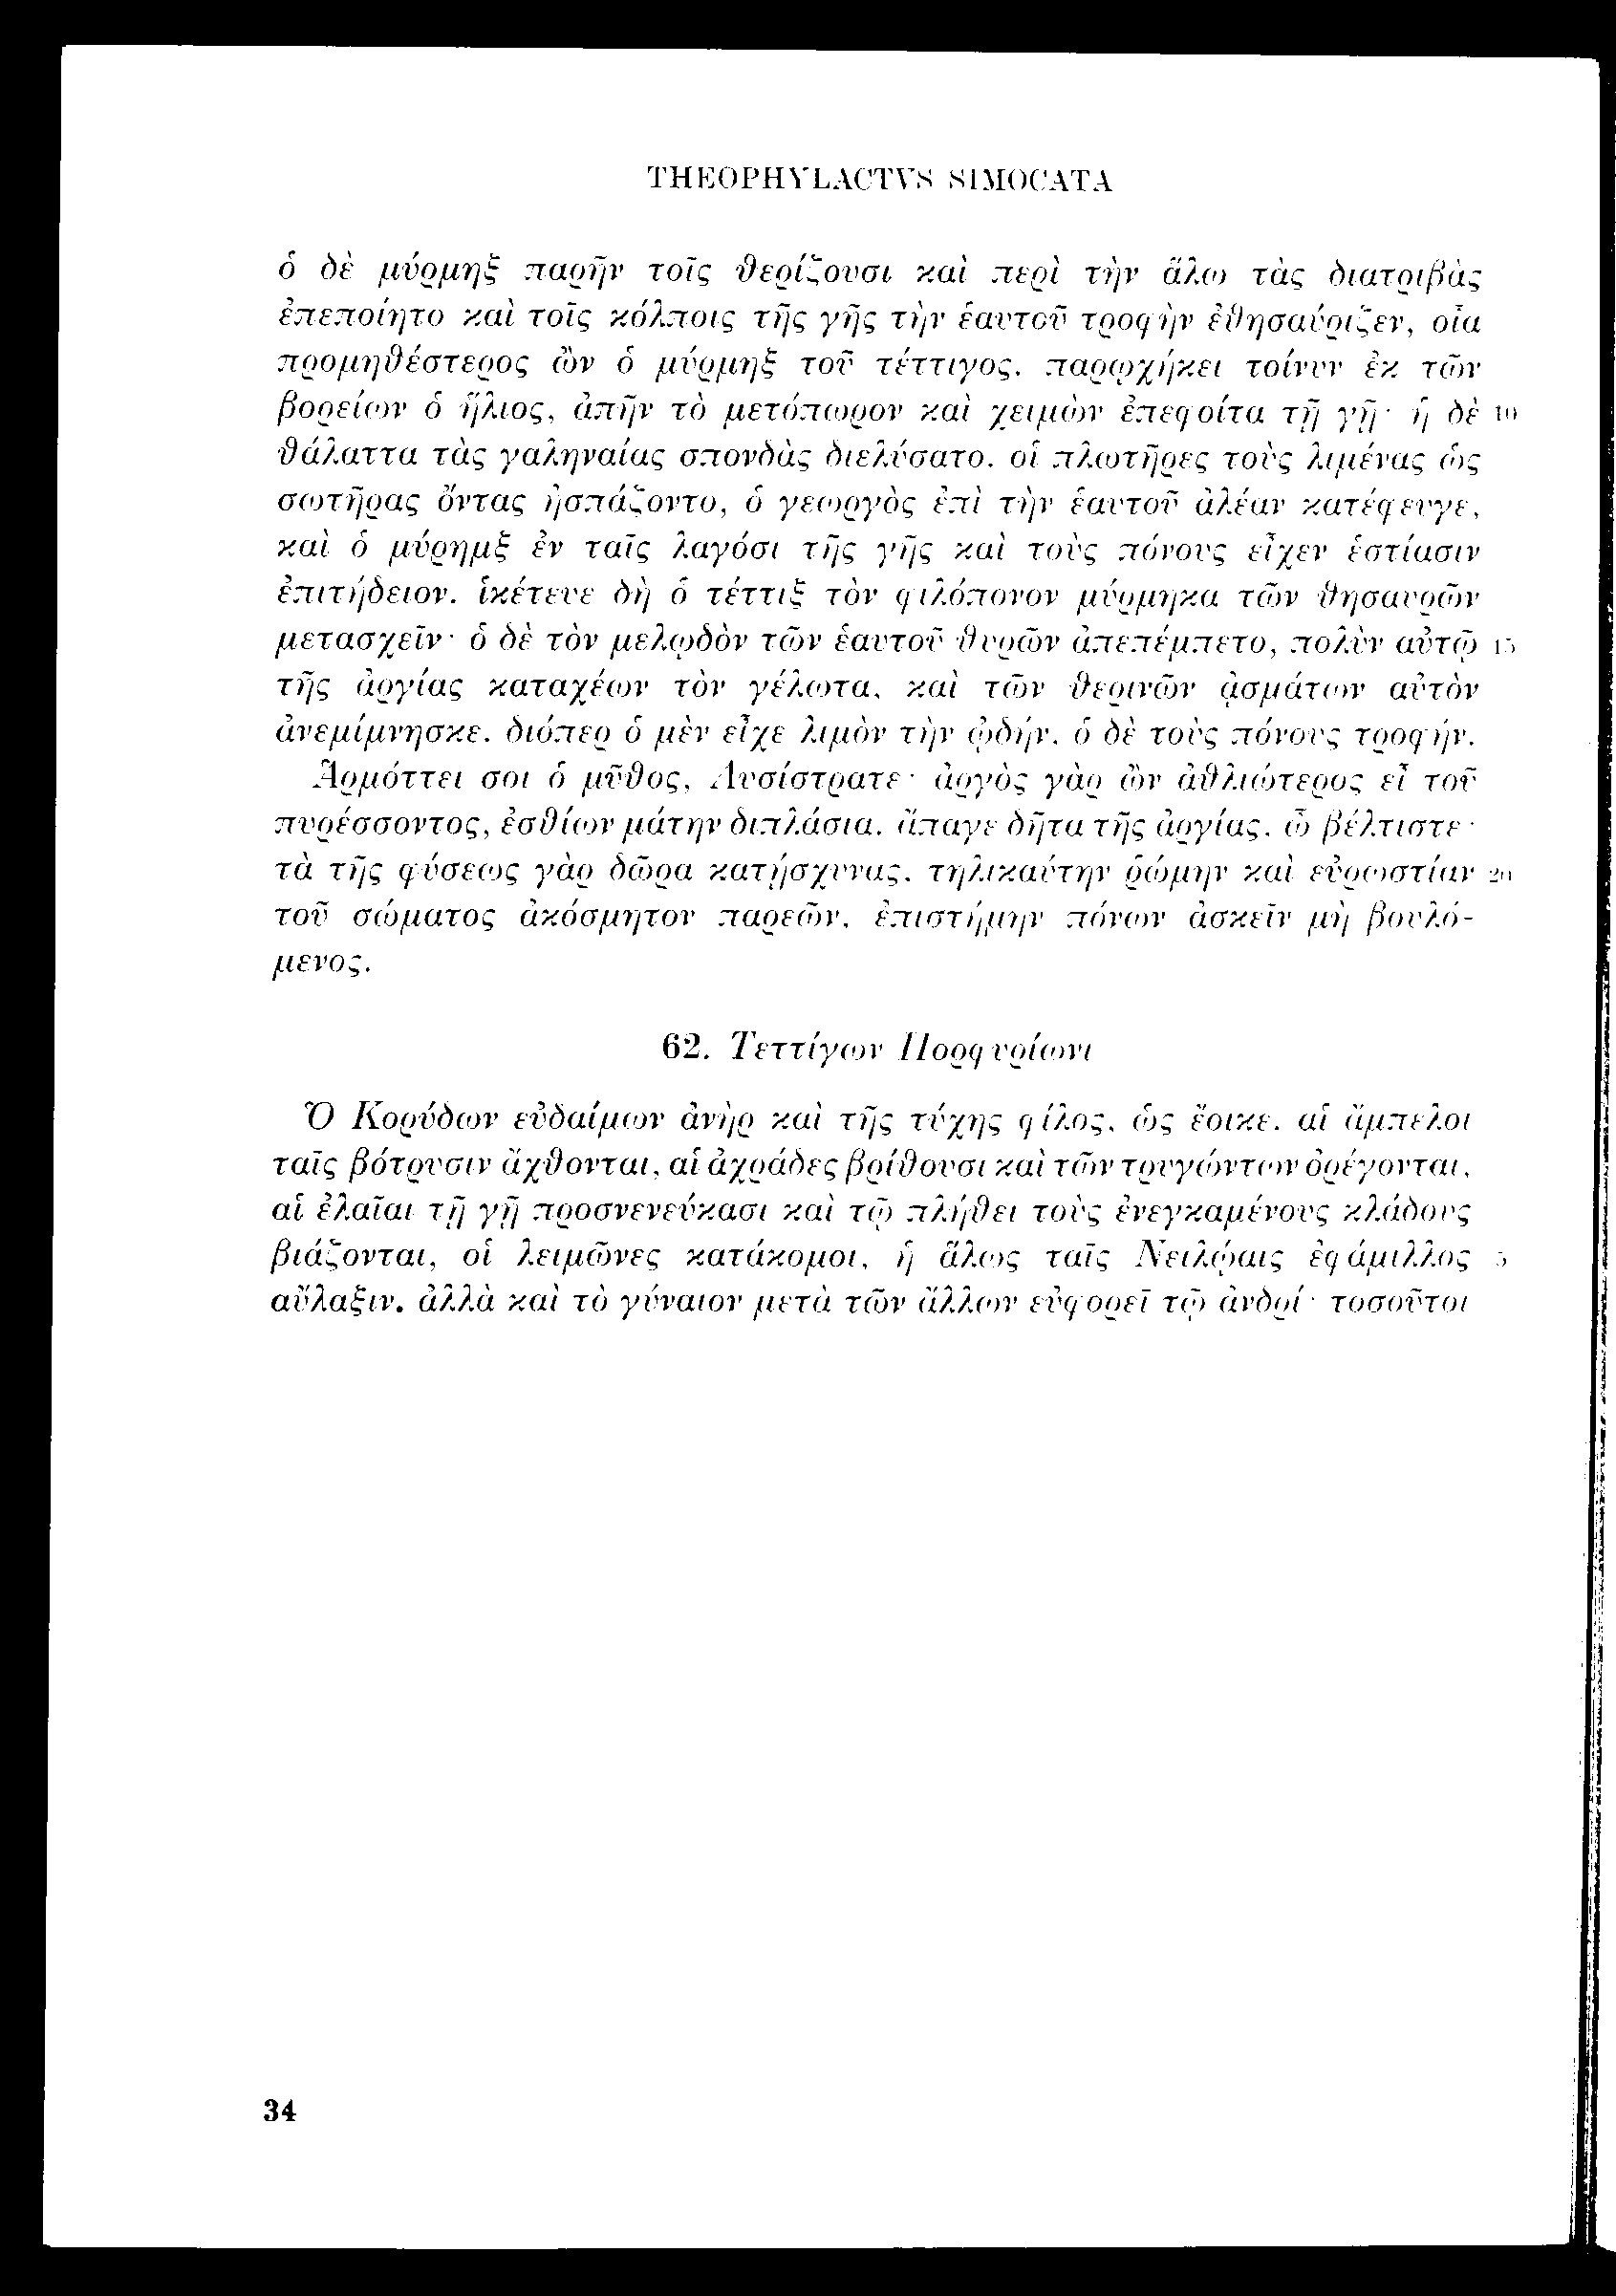 THEOPHYLACTVS SIMOCATA
ὁ δὲ μύρμηξ παρῆν τοῖς θερίζουσι καὶ περὶ τὴν ἅλω τὰς διατριβὰς
ἐπεποίητο καὶ τοῖς κόλποις τῆς γῆς τὴν ἑαυτοῦ τροφὴν ἐθησαύριζεν, οἷα
προμηθέστερος ὢν ὁ μύρμηξ τοῦ τέττιγος. παρῳχήκει τοίνυν ἐκ τῶν
βορείων ὁ ἥλιος, ἀπῆν τὸ μετόπωρον καὶ χειμὼν ἐπεφοίτα τῇ γῇ· ἡ δὲ 10
θάλαττα τὰς γαληναίας σπονδὰς διελύσατο. οἱ πλωτῆρες τοὺς λιμένας ὡς
σωτῆρας ὄντας ἠσπάζοντο, ὁ γεωργὸς ἐπὶ τὴν ἑαυτοῦ ἀλέαν κατέφευγε,
καὶ ὁ μύρημξ ἐν ταῖς λαγόσι τῆς γῆς καὶ τοὺς πόνους εἶχεν ἑστίασιν
ἐπιτήδειον. ἱκέτευε δὴ ὁ τέττιξ τὸν φιλόπονον μύρμηκα τῶν θησαυρῶν
μετασχεῖν· ὁ δὲ τὸν μελῳδὸν τῶν ἑαυτοῦ θυρῶν ἀπεπέμπετο, πολὺν αὐτῷ 15
τῆς ἀργίας καταχέων τὸν γέλωτα, καὶ τῶν θερινῶν ᾀσμάτων αὐτὸν
ἀνεμίμνησκε. διόπερ ὁ μὲν εἶχε λιμὸν τὴν ᾠδήν, ὁ δὲ τοὺς πόνους τροφήν.
Ἁρμόττει σοι ὁ μῦθος, Λυσίστρατε· ἀργὸς γὰρ ὢν ἀθλιώτερος εἶ τοῦ
πυρέσσοντος, ἐσθίων μάτην διπλάσια. ἄπαγε δῆτα τῆς ἀργίας, ὦ βέλτιστε·
τὰ τῆς φύσεως γὰρ δῶρα κατῄσχυνας, τηλικαύτην ῥώμην καὶ εὐρωστίαν 20
τοῦ σώματος ἀκόσμητον παρεῶν, ἐπιστήμην πόνων ἀσκεῖν μὴ βουλό-
μενος.
62. Τεττίγων Πορφυρίωνι
Ὁ Κορύδων εὐδαίμων ἀνὴρ καὶ τῆς τύχης φίλος, ὡς ἔοικε. αἱ ἄμπελοι
ταῖς βότρυσιν ἄχθονται, αἱ ἀχράδες βρίθουσι καὶ τῶν τρυγώντων ὀρέγονται,
αἱ ἐλαῖαι τῇ γῇ προσνενεύκασι καὶ τῷ πλήθει τοὺς ἐνεγκαμένους κλάδους
βιάζονται, οἱ λειμῶνες κατάκομοι, ἡ ἅλως ταῖς Νειλῴαις ἐφάμιλλος 5
αὔλαξιν. ἀλλὰ καὶ τὸ γύναιον μετὰ τῶν ἄλλων εὐφορεῖ τῷ ἀνδρί· τοσοῦτοι
34